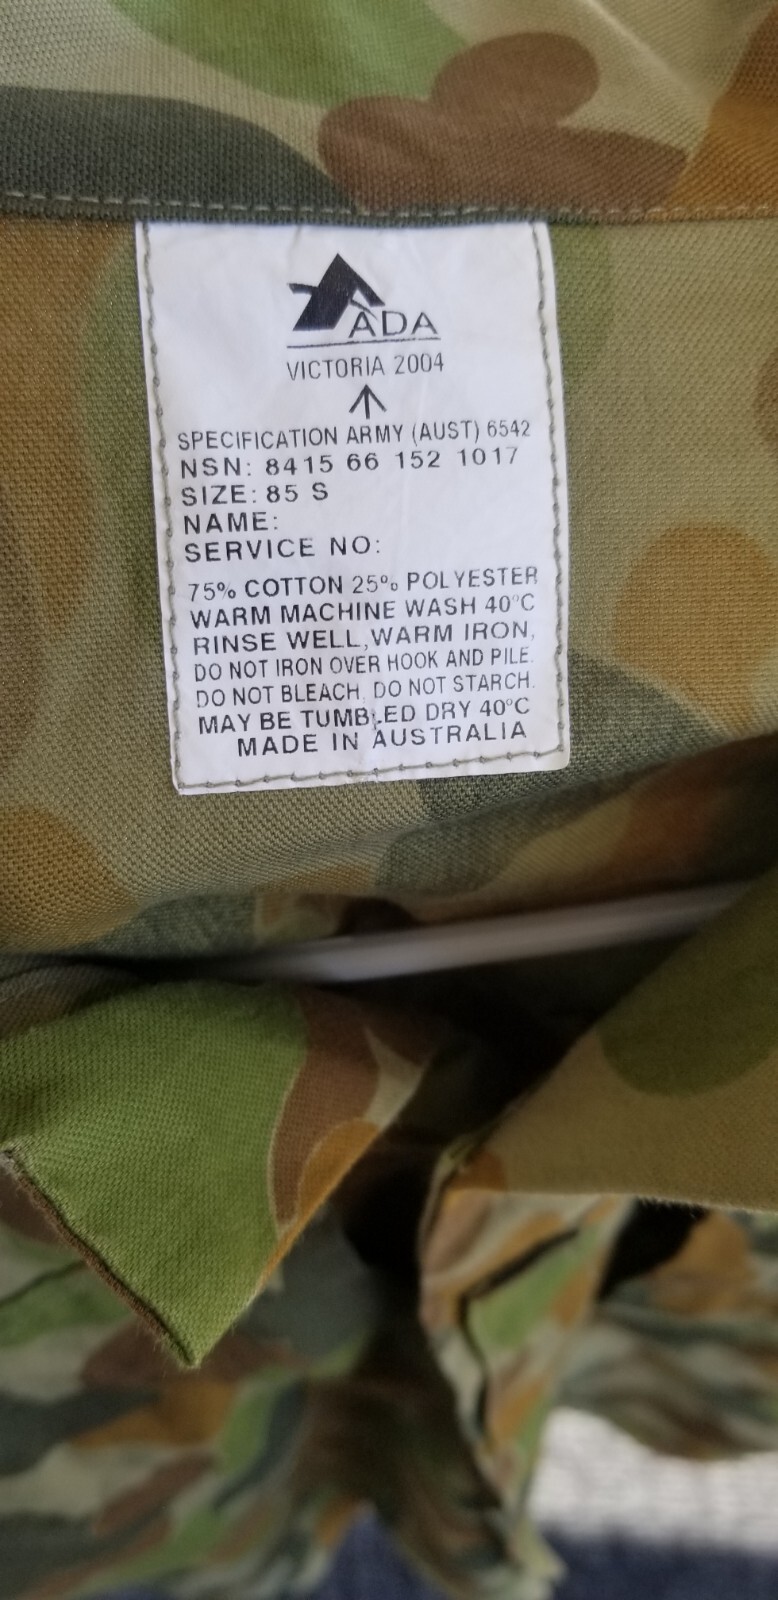 ADA
VICTORIA 2004
SPECIFICATION ARMY (AUST) 6542
NSN: 8415 66 152 1017
SIZE: 85 S
NAME:
SERVICE NO:
75% COTTON 25% POLYESTER
WARM MACHINE WASH 40°C
RINSE WELL, WARM IRON,
DO NOT IRON OVER HOOK AND PILE.
DO NOT BLEACH. DO NOT STARCH.
MAY BE TUMBLED DRY 40°C
MADE IN AUSTRALIA